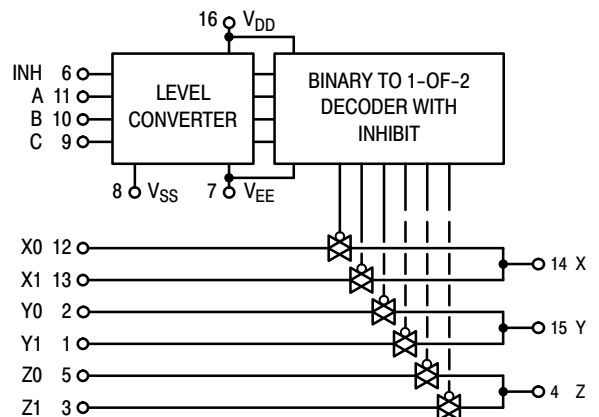 16 VDD
INH 6
A 11
B 10
C 9
LEVEL
CONVERTER
BINARY TO 1-OF-2
DECODER WITH
INHIBIT
8 VSS
7 VEE
X0 12
X1 13
Y0 2
Y1 1
Z0 5
Z1 3
14 X
15 Y
4 Z